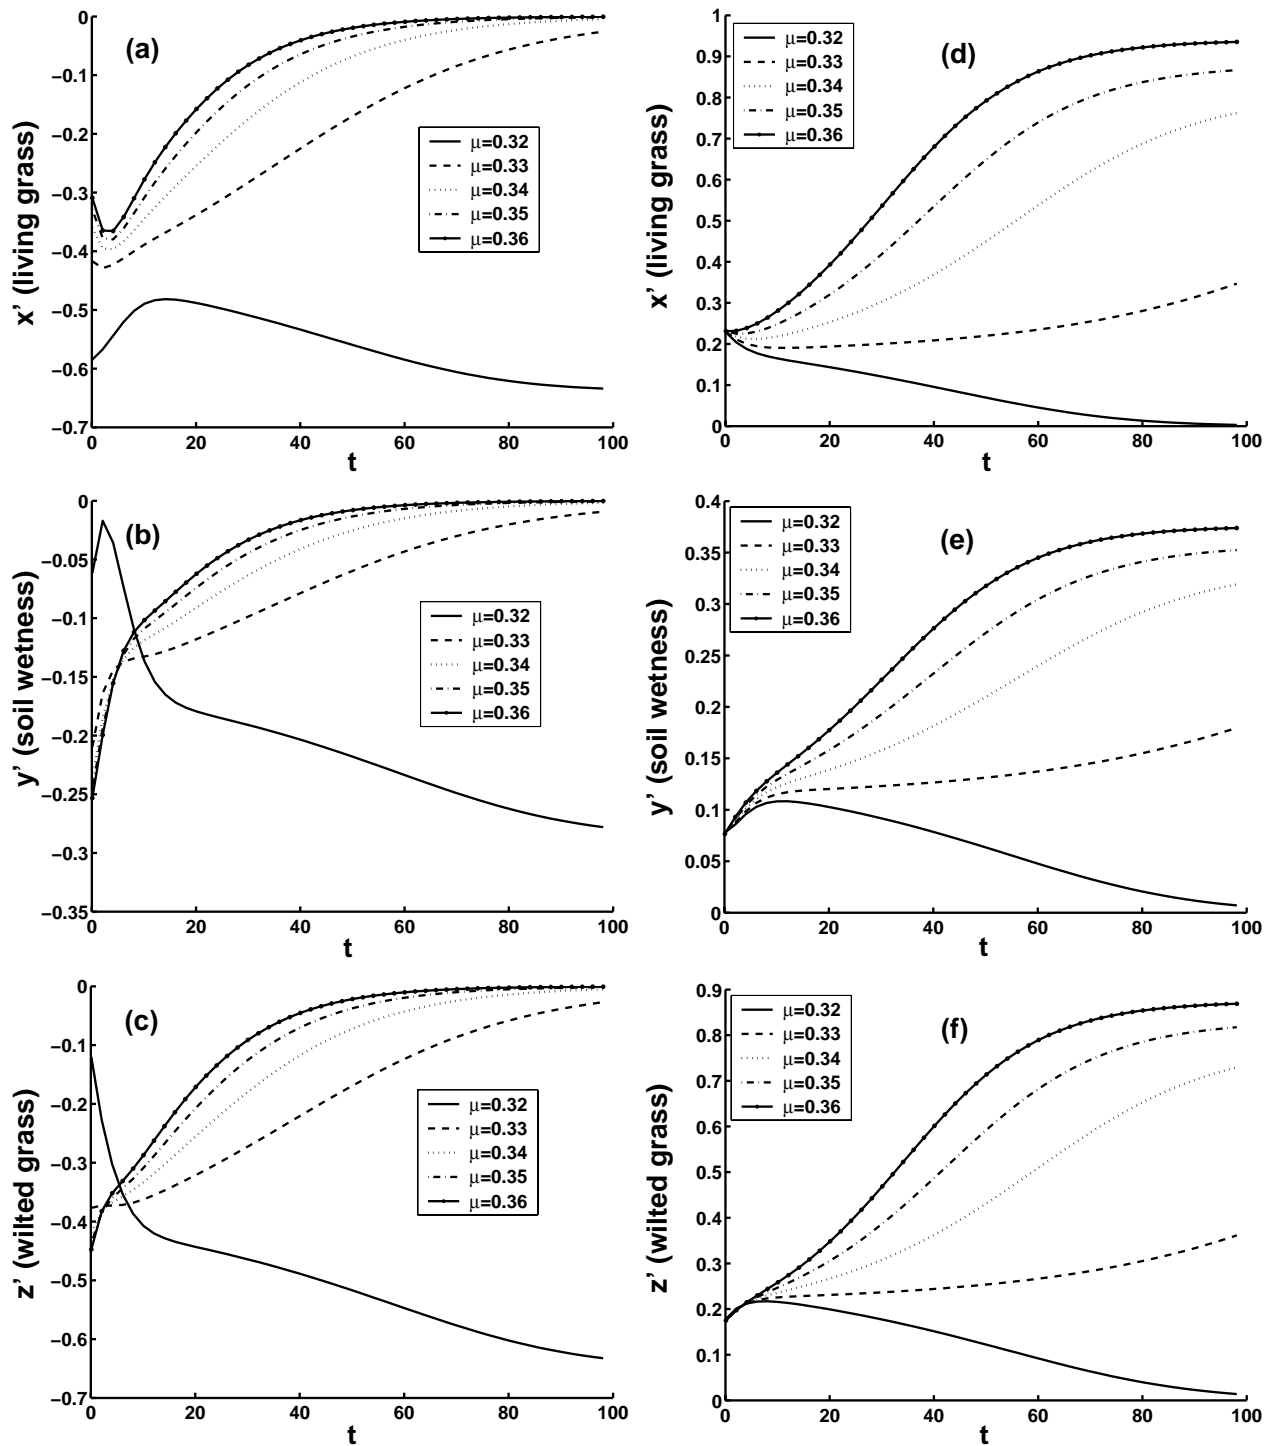 (a)
x’ (living grass)
0
−0.1
−0.2
−0.3
−0.4
−0.5
−0.6
−0.7
μ=0.32
μ=0.33
μ=0.34
μ=0.35
μ=0.36
0 20 40 60 80 100
t
(d)
x’ (living grass)
1
0.9
0.8
0.7
0.6
0.5
0.4
0.3
0.2
0.1
0
μ=0.32
μ=0.33
μ=0.34
μ=0.35
μ=0.36
0 20 40 60 80 100
t
(b)
y’ (soil wetness)
0
−0.05
−0.1
−0.15
−0.2
−0.25
−0.3
−0.35
μ=0.32
μ=0.33
μ=0.34
μ=0.35
μ=0.36
0 20 40 60 80 100
t
(e)
y’ (soil wetness)
0.4
0.35
0.3
0.25
0.2
0.15
0.1
0.05
0
μ=0.32
μ=0.33
μ=0.34
μ=0.35
μ=0.36
0 20 40 60 80 100
t
(c)
z’ (wilted grass)
0
−0.1
−0.2
−0.3
−0.4
−0.5
−0.6
−0.7
μ=0.32
μ=0.33
μ=0.34
μ=0.35
μ=0.36
0 20 40 60 80 100
t
(f)
z’ (wilted grass)
0.9
0.8
0.7
0.6
0.5
0.4
0.3
0.2
0.1
0
μ=0.32
μ=0.33
μ=0.34
μ=0.35
μ=0.36
0 20 40 60 80 100
t